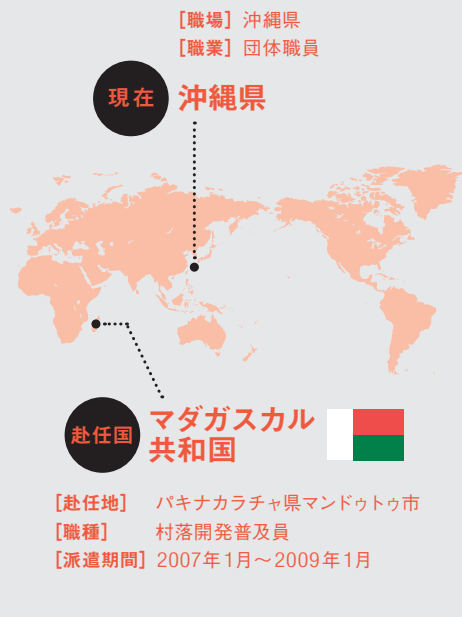 [職場] 沖縄県
[職業] 団体職員
現在 沖縄県
赴任国 マダガスカル
共和国
[赴任地] パキナカラチャ県マンドゥトゥ市
[職種] 村落開発普及員
[派遣期間] 2007年1月〜2009年1月